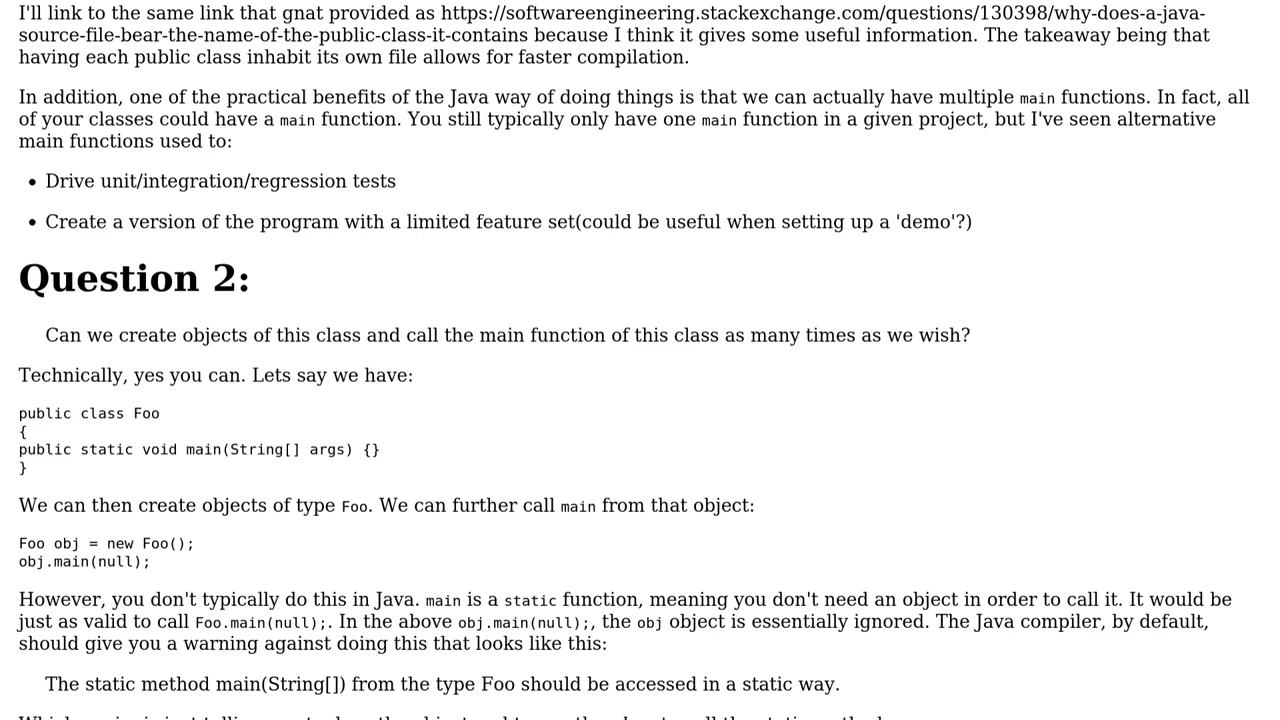 I'll link to the same link that gnat provided as https://softwareengineering.stackexchange.com/questions/130398/why-does-a-java-
source-file-bear-the-name-of-the-public-class-it-contains because I think it gives some useful information. The takeaway being that
having each public class inhabit its own file allows for faster compilation.
In addition, one of the practical benefits of the Java way of doing things is that we can actually have multiple main functions. In fact, all
of your classes could have a main function. You still typically only have one main function in a given project, but I've seen alternative
main functions used to:
• Drive unit/integration/regression tests
• Create a version of the program with a limited feature set(could be useful when setting up a 'demo'?)
Question 2:
Can we create objects of this class and call the main function of this class as many times as we wish?
Technically, yes you can. Lets say we have:
public class Foo
{
public static void main(String[] args) {}
}
We can then create objects of type Foo. We can further call main from that object:
Foo obj = new Foo();
obj.main(null);
However, you don't typically do this in Java. main is a static function, meaning you don't need an object in order to call it. It would be
just as valid to call Foo.main(null);. In the above obj.main(null);, the obj object is essentially ignored. The Java compiler, by default,
should give you a warning against doing this that looks like this:
The static method main(String[]) from the type Foo should be accessed in a static way.